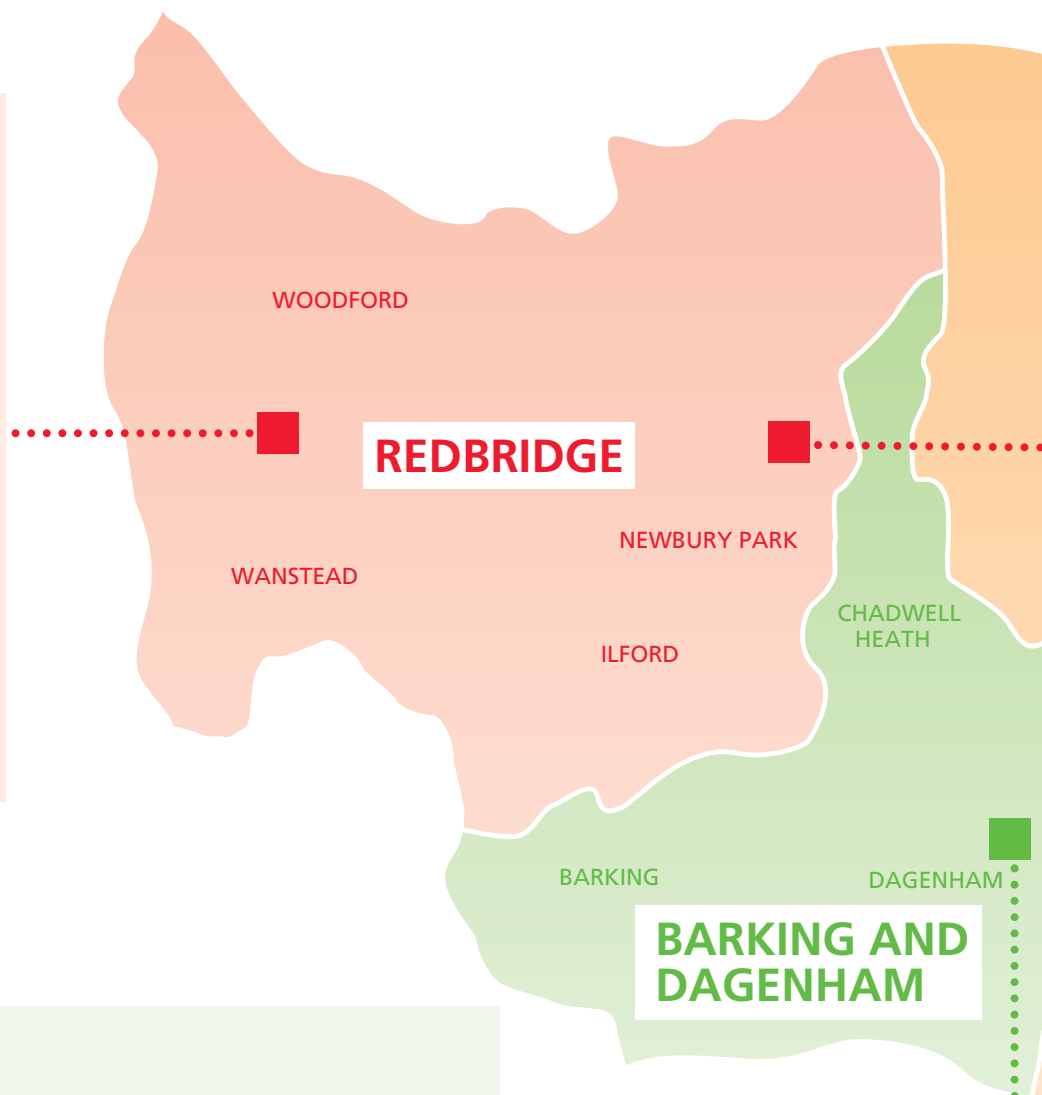 WOODFORD
REDBRIDGE
NEWBURY PARK
WANSTEAD
CHADWELL
HEATH
ILFORD
BARKING
DAGENHAM
BARKING AND
DAGENHAM